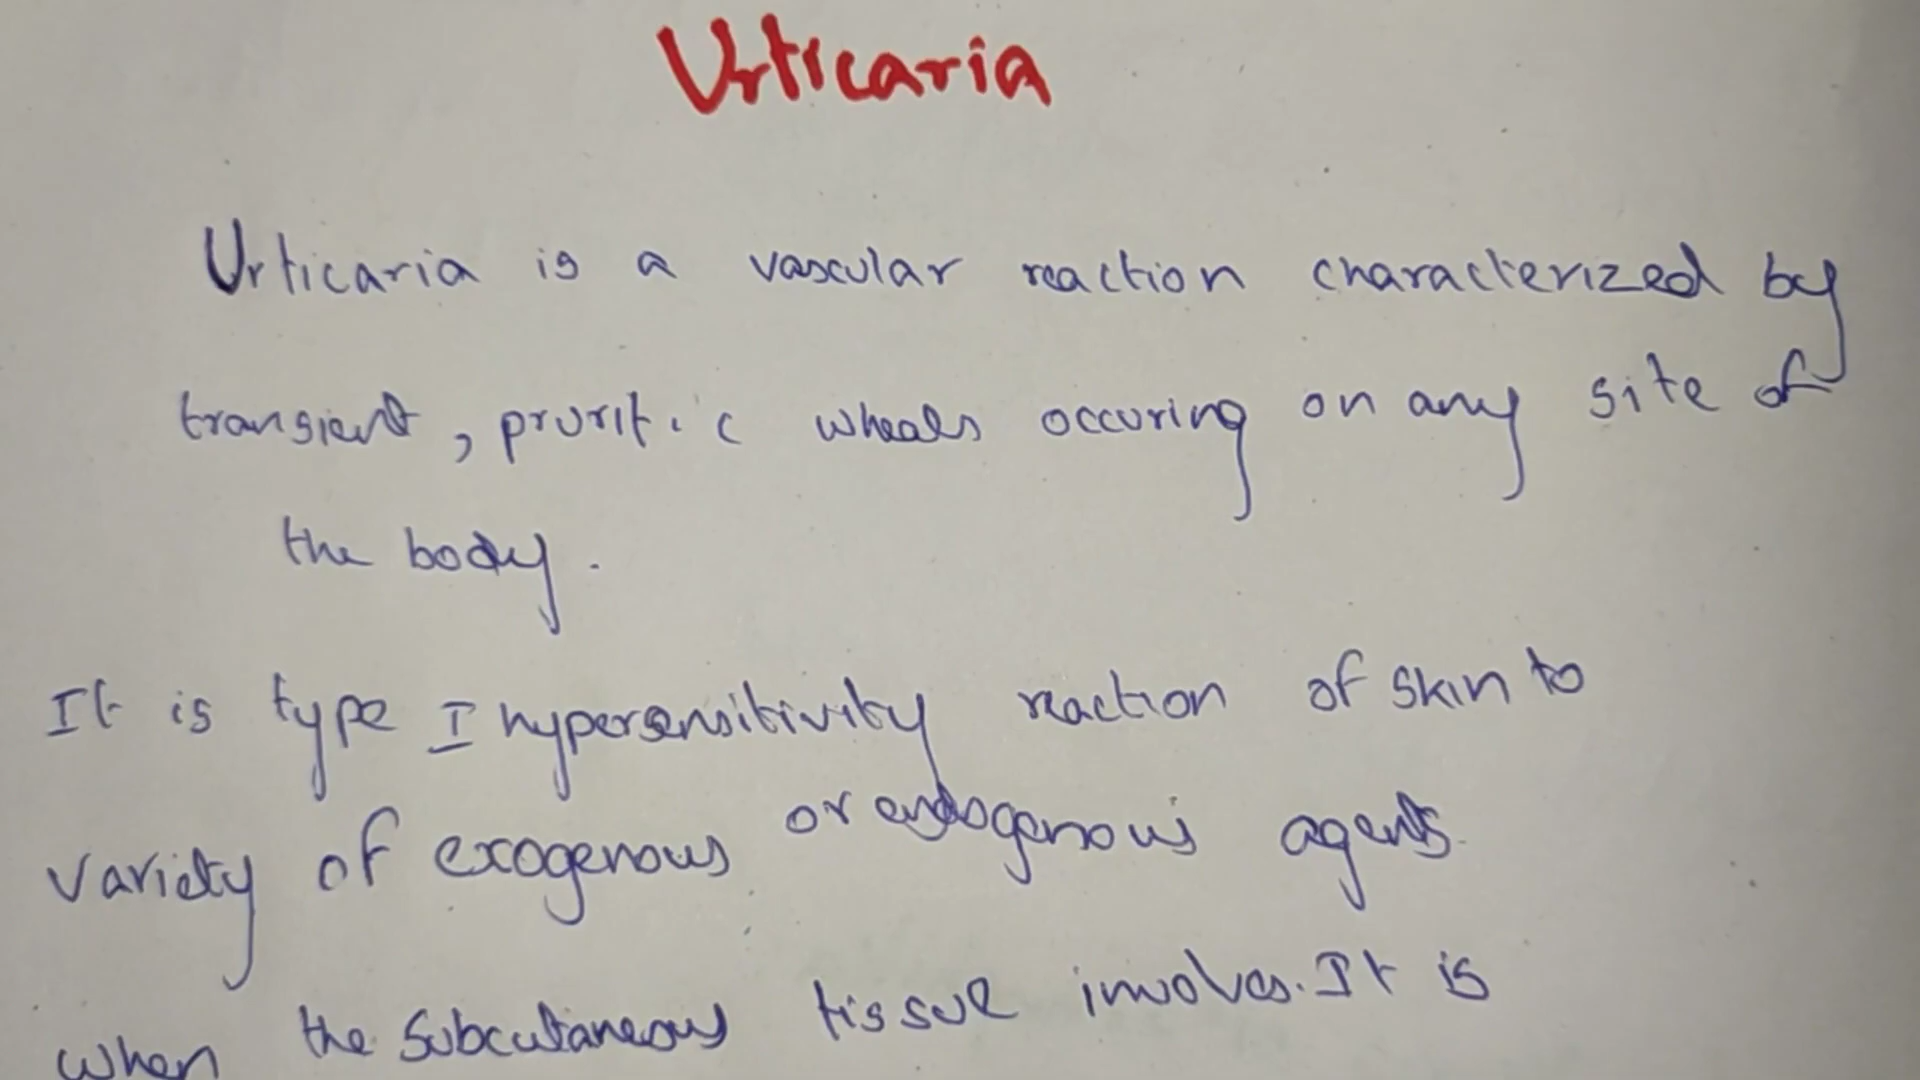 Urticaria
Urticaria is a vascular reaction characterized by
transient, pruritic wheals occuring on any site of
the body.
It is type I hypersensitivity reaction of skin to
variety of exogenous or endogenous agents.
when the subcutaneous tissue involves. It is